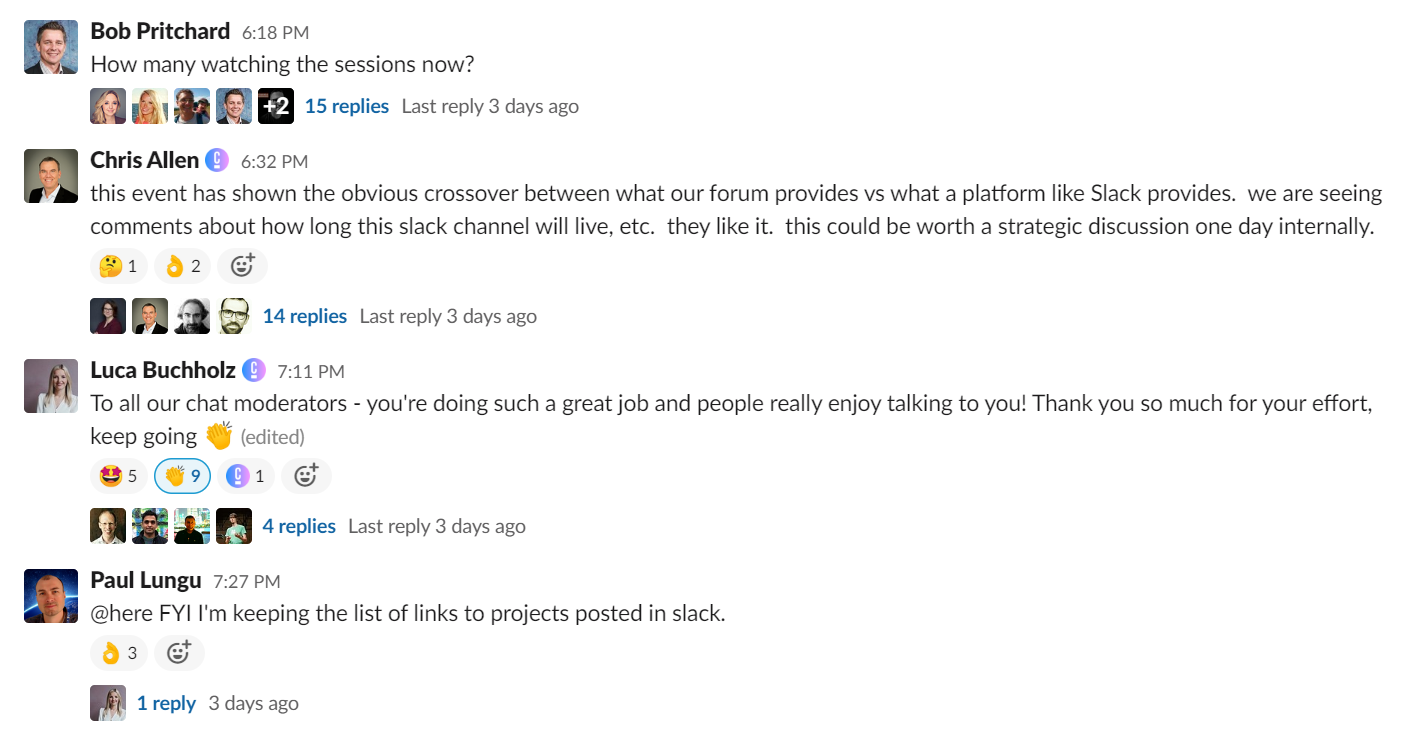 Bob Pritchard 6:18 PM
How many watching the sessions now?
+2 15 replies Last reply 3 days ago
Chris Allen 6:32 PM
this event has shown the obvious crossover between what our forum provides vs what a platform like Slack provides.  we are seeing
comments about how long this slack channel will live, etc.  they like it.  this could be worth a strategic discussion one day internally.
🤔 1 👌 2
14 replies Last reply 3 days ago
Luca Buchholz 7:11 PM
To all our chat moderators - you're doing such a great job and people really enjoy talking to you! Thank you so much for your effort,
keep going 👏 (edited)
🤩 5 👏 9 1
4 replies Last reply 3 days ago
Paul Lungu 7:27 PM
@here FYI I'm keeping the list of links to projects posted in slack.
👌 3
1 reply 3 days ago